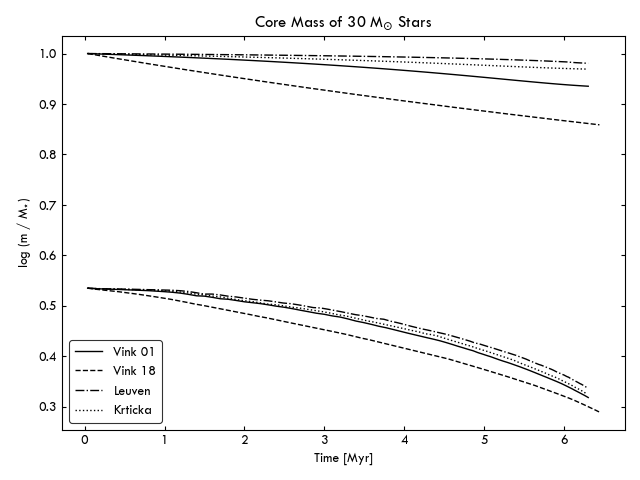 Core Mass of 30 M⊙ Stars
log (m / M⋆)
1.0
0.9
0.8
0.7
0.6
0.5
0.4
0.3
Vink 01
Vink 18
Leuven
Krticka
0 1 2 3 4 5 6
Time [Myr]